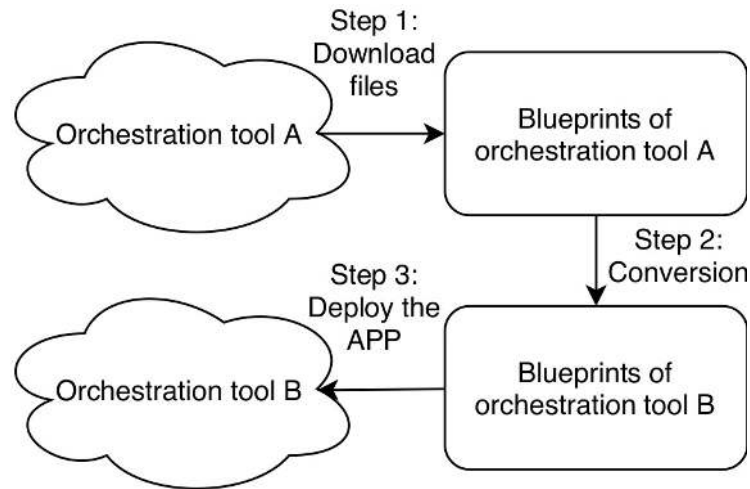 Step 1:
Download
files
Orchestration tool A
Blueprints of
orchestration tool A
Step 2:
Conversion
Step 3:
Deploy the
APP
Orchestration tool B
Blueprints of
orchestration tool B